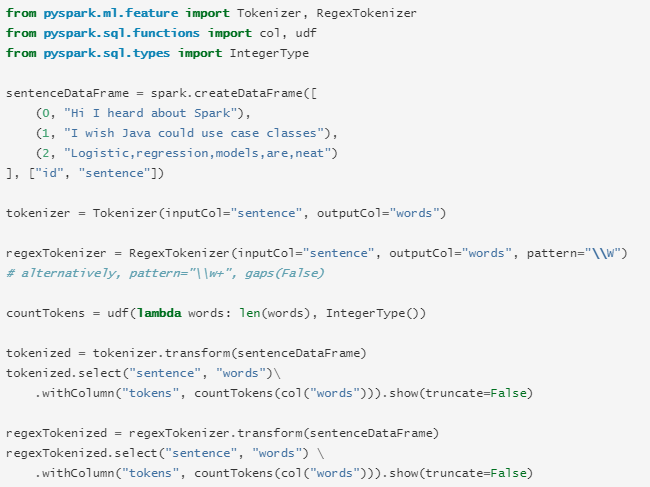 from pyspark.ml.feature import Tokenizer, RegexTokenizer
from pyspark.sql.functions import col, udf
from pyspark.sql.types import IntegerType

sentenceDataFrame = spark.createDataFrame([
    (0, "Hi I heard about Spark"),
    (1, "I wish Java could use case classes"),
    (2, "Logistic,regression,models,are,neat")
], ["id", "sentence"])

tokenizer = Tokenizer(inputCol="sentence", outputCol="words")

regexTokenizer = RegexTokenizer(inputCol="sentence", outputCol="words", pattern="\\W")
# alternatively, pattern="\\w+", gaps(False)

countTokens = udf(lambda words: len(words), IntegerType())

tokenized = tokenizer.transform(sentenceDataFrame)
tokenized.select("sentence", "words")\
    .withColumn("tokens", countTokens(col("words"))).show(truncate=False)

regexTokenized = regexTokenizer.transform(sentenceDataFrame)
regexTokenized.select("sentence", "words") \
    .withColumn("tokens", countTokens(col("words"))).show(truncate=False)